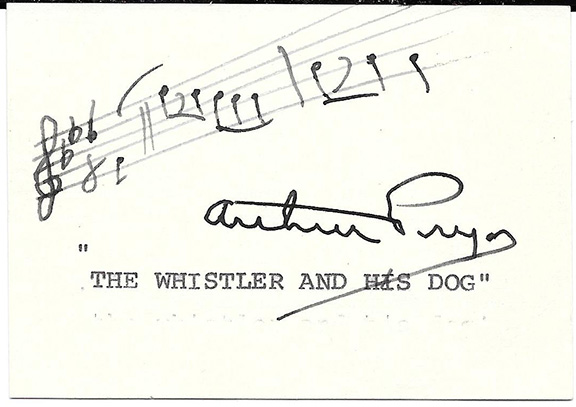 Arthur Pryor
"
THE WHISTLER AND HIS DOG"